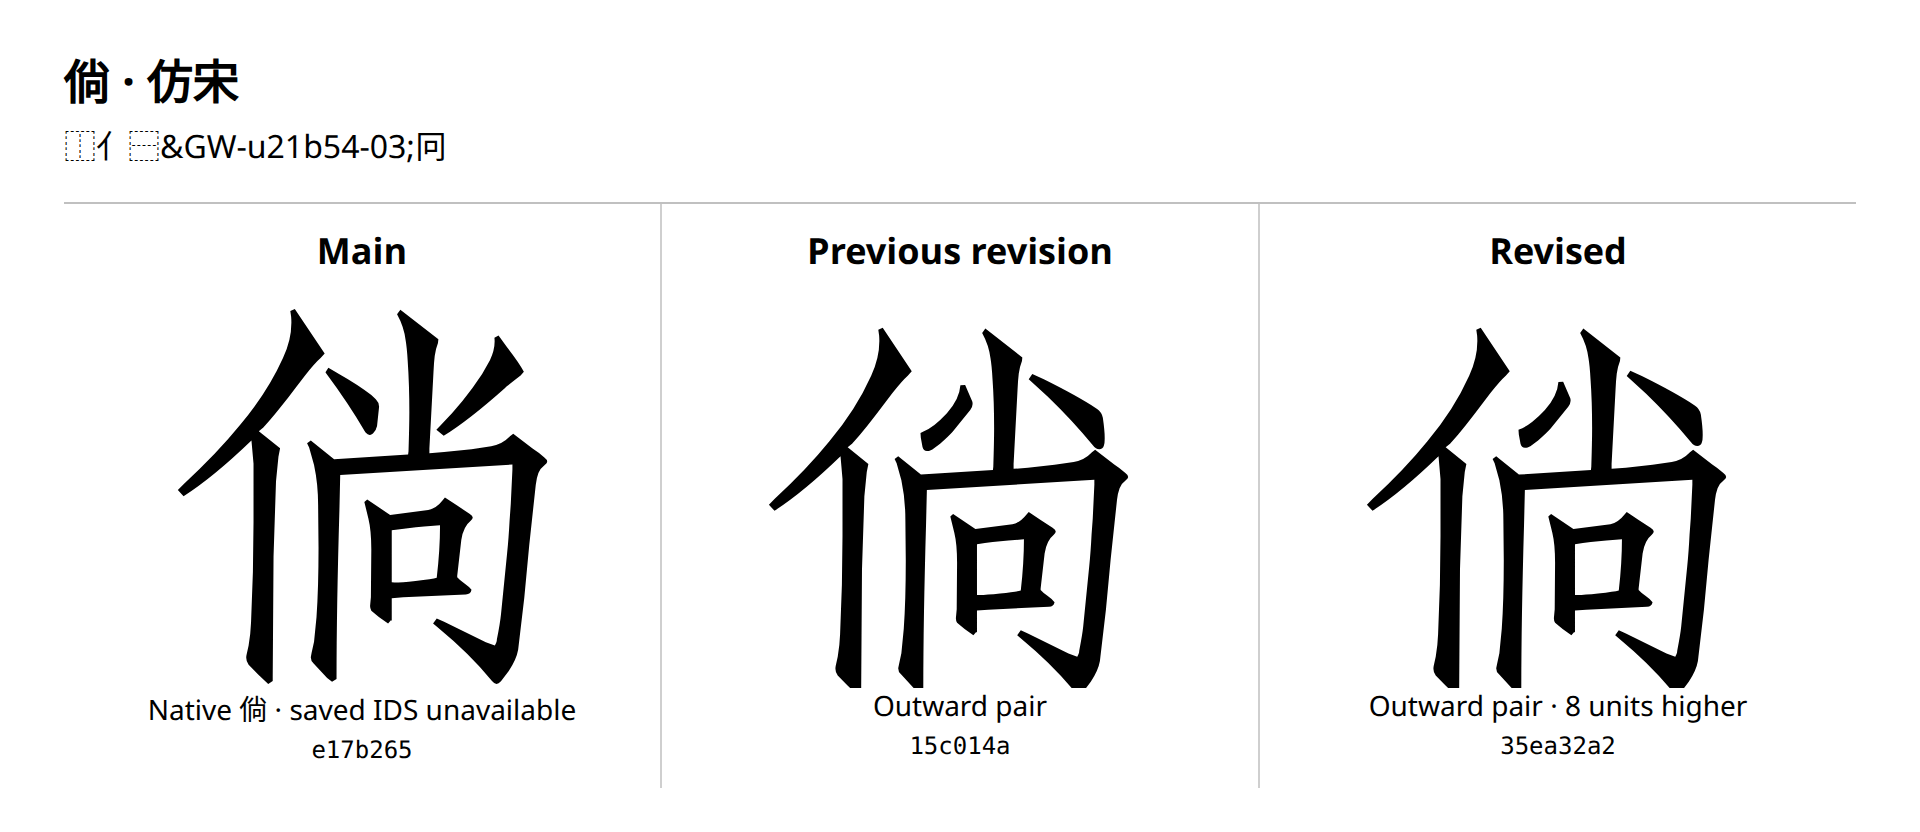 倘 · 仿宋
⿰亻⿱&GW-u21b54-03;冋
Main
Previous revision
Revised
倘
倘
倘
Native 倘 · saved IDS unavailable
e17b265
Outward pair
15c014a
Outward pair · 8 units higher
35ea32a2